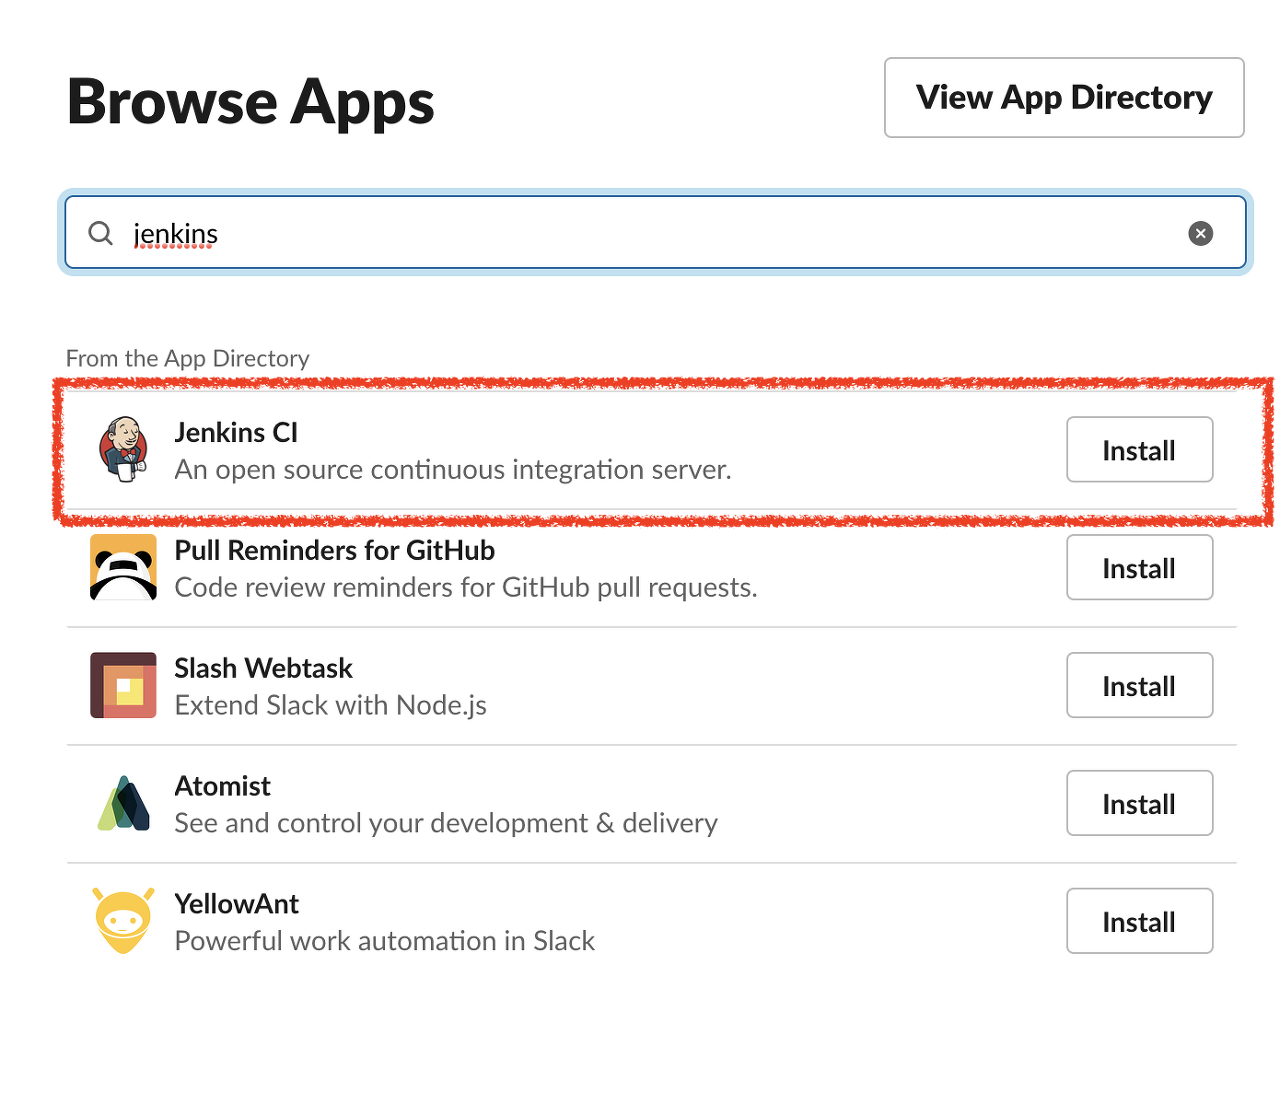 Browse Apps
View App Directory
jenkins
From the App Directory
Jenkins CI
An open source continuous integration server.
Install
Pull Reminders for GitHub
Code review reminders for GitHub pull requests.
Install
Slash Webtask
Extend Slack with Node.js
Install
Atomist
See and control your development & delivery
Install
YellowAnt
Powerful work automation in Slack
Install